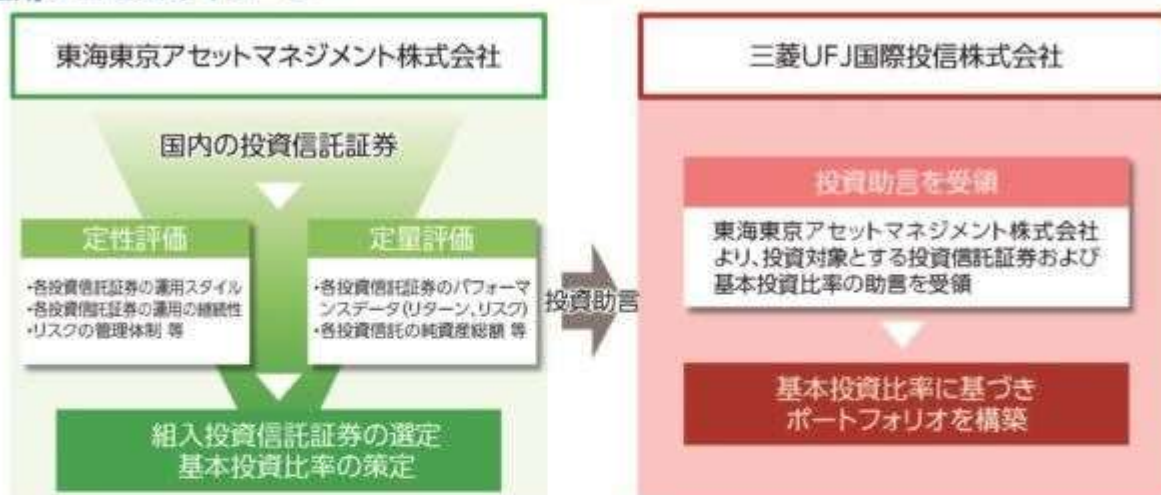 東海東京アセットマネジメント株式会社
国内の投資信託証券
定性評価
・各投資信託証券の運用スタイル
・各投資信託証券の運用の継続性
・リスクの管理体制 等
定量評価
・各投資信託証券のパフォーマ
ンスデータ(リターン、リスク)
・各投資信託の純資産総額 等
組入投資信託証券の選定
基本投資比率の策定
投資助言
三菱UFJ国際投信株式会社
投資助言を受領
東海東京アセットマネジメント株式会社
より、投資対象とする投資信託証券および
基本投資比率の助言を受領
基本投資比率に基づき
ポートフォリオを構築